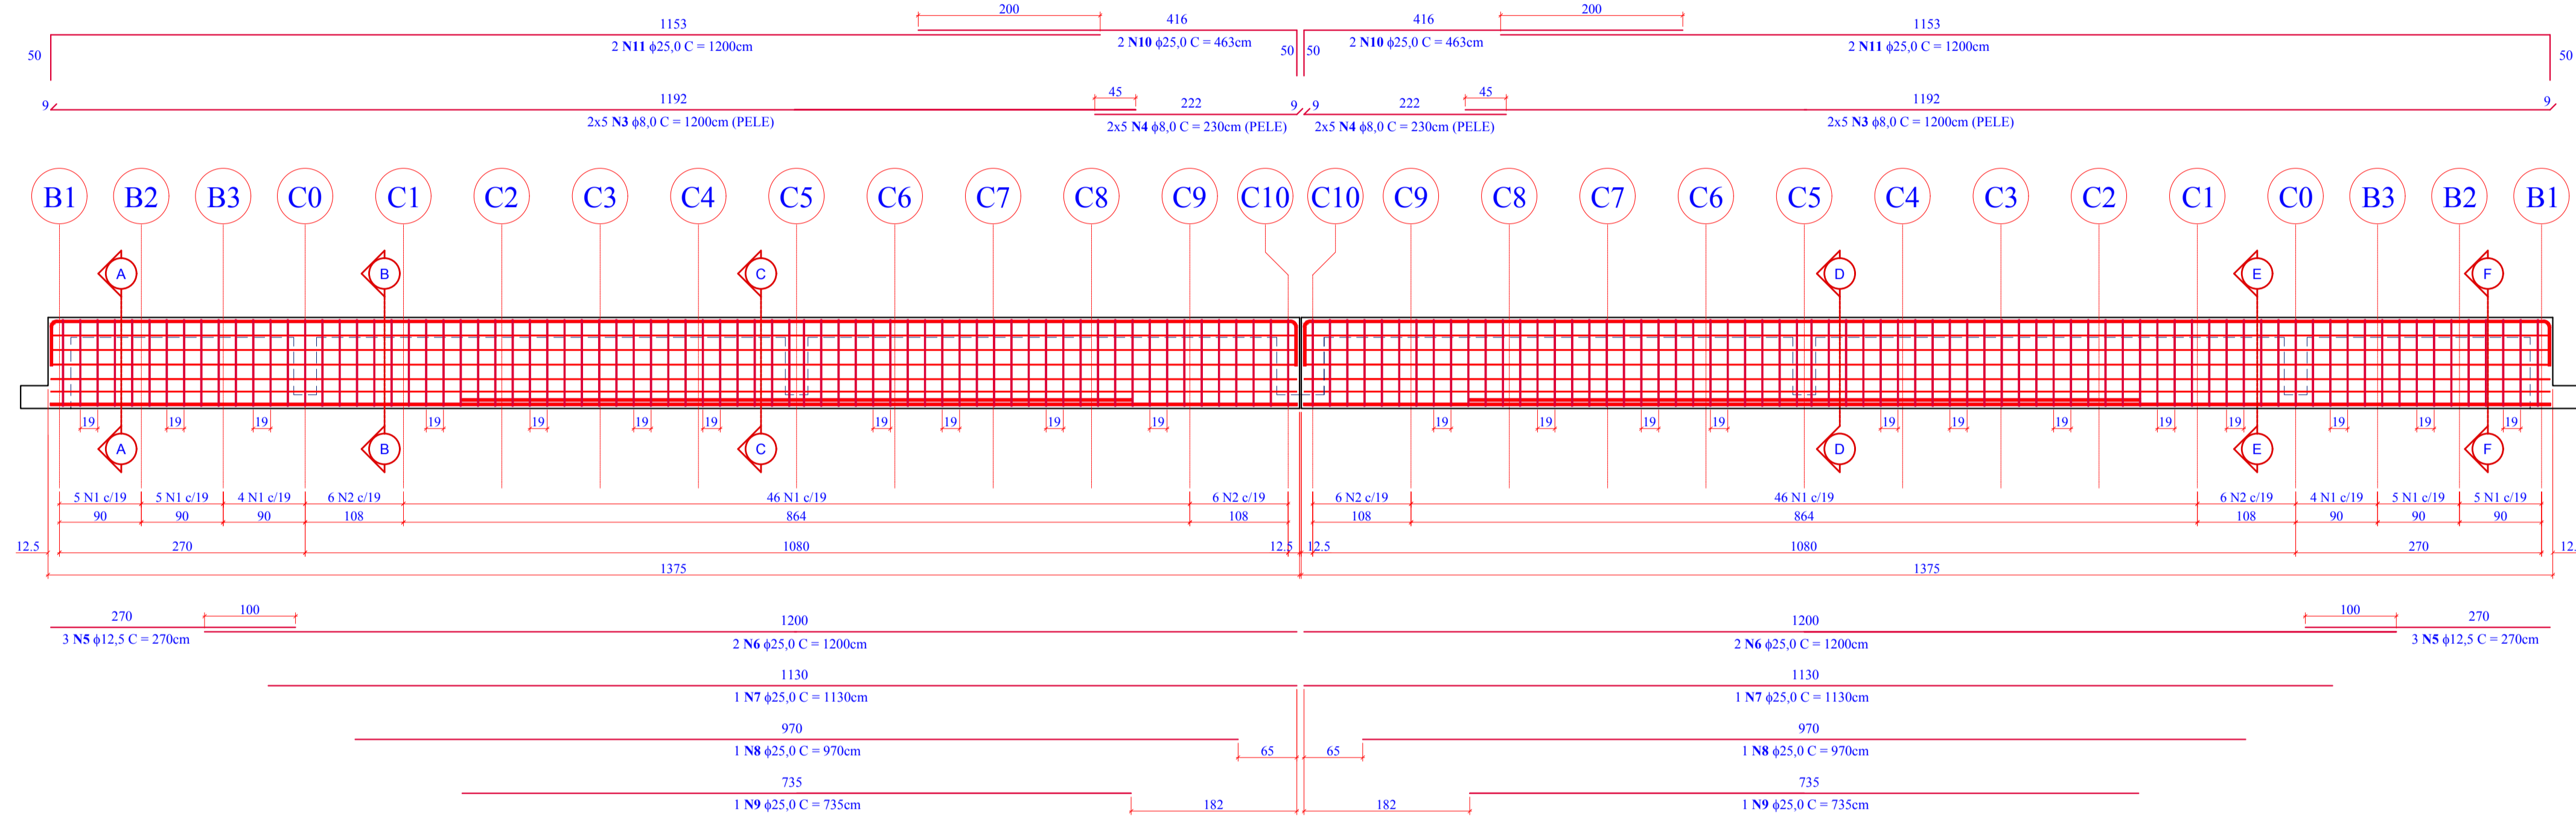 200 416 416 200
1153 1153
2 N11 ϕ25,0 C = 1200cm 2 N10 ϕ25,0 C = 463cm 2 N10 ϕ25,0 C = 463cm 2 N11 ϕ25,0 C = 1200cm
50 50 50 50
45 45
1192 222 222 1192
9 9 9 9
2x5 N3 ϕ8,0 C = 1200cm (PELE) 2x5 N4 ϕ8,0 C = 230cm (PELE) 2x5 N4 ϕ8,0 C = 230cm (PELE) 2x5 N3 ϕ8,0 C = 1200cm (PELE)
B1 B2 B3 C0 C1 C2 C3 C4 C5 C6 C7 C8 C9 C10 C10 C9 C8 C7 C6 C5 C4 C3 C2 C1 C0 B3 B2 B1
A B C D E F
19 19 19 19 19 19 19 19 19 19 19 19 19 19 19 19 19 19 19 19 19 19 19
A B C D E F
5 N1 c/19 5 N1 c/19 4 N1 c/19 6 N2 c/19 46 N1 c/19 6 N2 c/19 6 N2 c/19 46 N1 c/19 6 N2 c/19 4 N1 c/19 5 N1 c/19 5 N1 c/19
90 90 90 108 864 108 108 864 108 90 90 90
12.5 270 1080 12.5 12.5 1080 270 12.
1375 1375
270 100 100 270
1200 1200
3 N5 ϕ12,5 C = 270cm 2 N6 ϕ25,0 C = 1200cm 2 N6 ϕ25,0 C = 1200cm 3 N5 ϕ12,5 C = 270cm
1130 1130
1 N7 ϕ25,0 C = 1130cm 1 N7 ϕ25,0 C = 1130cm
970 970
1 N8 ϕ25,0 C = 970cm 65 65 1 N8 ϕ25,0 C = 970cm
735 735
1 N9 ϕ25,0 C = 735cm 182 182 1 N9 ϕ25,0 C = 735cm